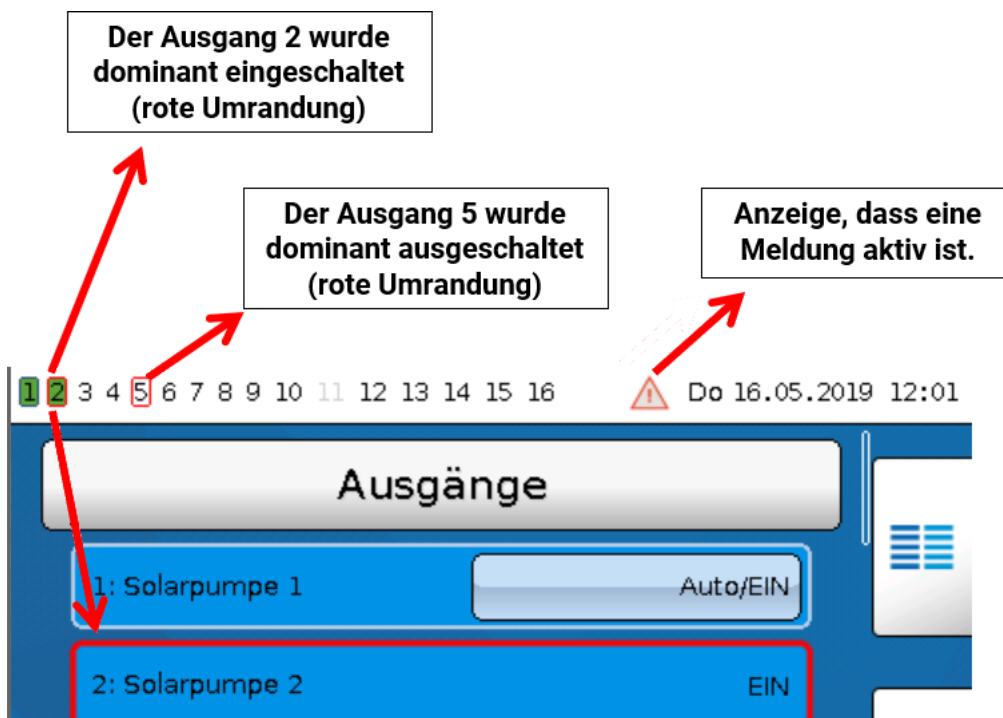 Der Ausgang 2 wurde
dominant eingeschaltet
(rote Umrandung)
Der Ausgang 5 wurde
dominant ausgeschaltet
(rote Umrandung)
Anzeige, dass eine
Meldung aktiv ist.
1 2 3 4 5 6 7 8 9 10 11 12 13 14 15 16 Do 16.05.2019 12:01
Ausgänge
1: Solarpumpe 1 Auto/EIN
2: Solarpumpe 2 EIN